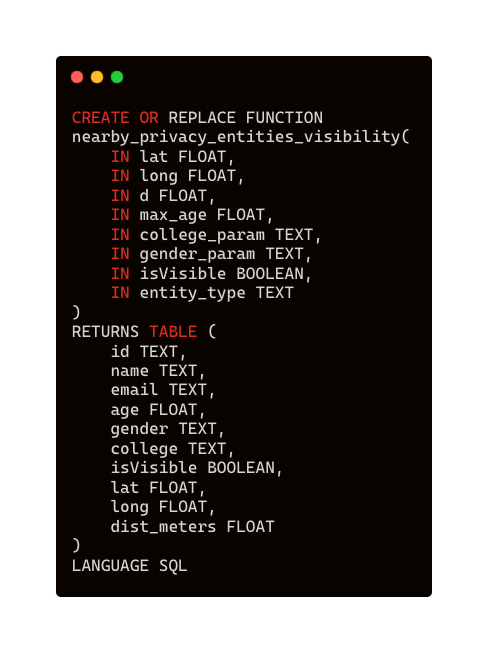 CREATE OR REPLACE FUNCTION
nearby_privacy_entities_visibility(
    IN lat FLOAT,
    IN long FLOAT,
    IN d FLOAT,
    IN max_age FLOAT,
    IN college_param TEXT,
    IN gender_param TEXT,
    IN isVisible BOOLEAN,
    IN entity_type TEXT
)
RETURNS TABLE (
    id TEXT,
    name TEXT,
    email TEXT,
    age FLOAT,
    gender TEXT,
    college TEXT,
    isVisible BOOLEAN,
    lat FLOAT,
    long FLOAT,
    dist_meters FLOAT
)
LANGUAGE SQL